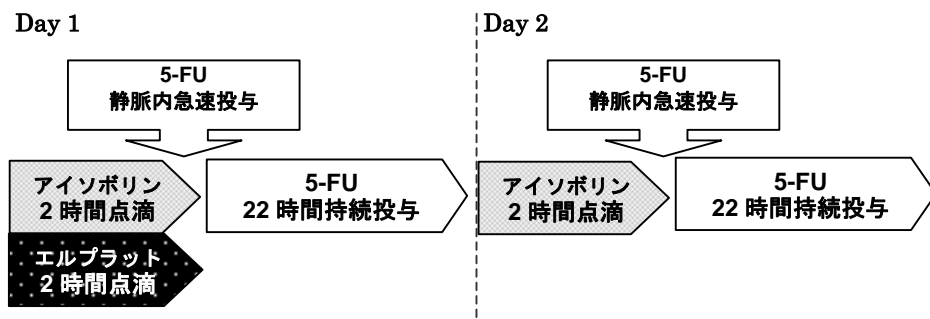 Day 1
5-FU
静脈内急速投与
アイソボリン
2 時間点滴
5-FU
22 時間持続投与
エルプラット
2 時間点滴
Day 2
5-FU
静脈内急速投与
アイソボリン
2 時間点滴
5-FU
22 時間持続投与